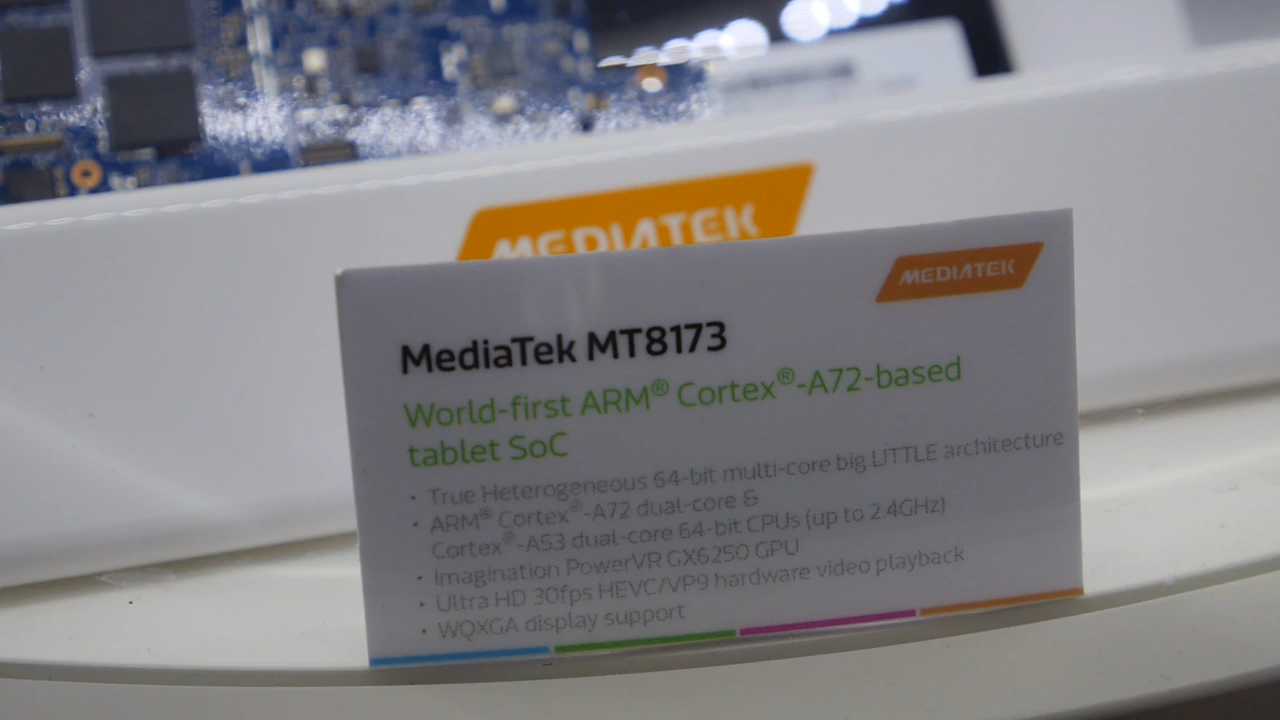 MEDIATEK
MEDIATEK
MediaTek MT8173
World-first ARM® Cortex®-A72-based
tablet SoC
• True Heterogeneous 64-bit multi-core big.LITTLE architecture
• ARM® Cortex®-A72 dual-core &
Cortex®-A53 dual-core 64-bit CPUs (up to 2.4GHz)
• Imagination PowerVR GX6250 GPU
• Ultra HD 30fps HEVC/VP9 hardware video playback
• WQXGA display support